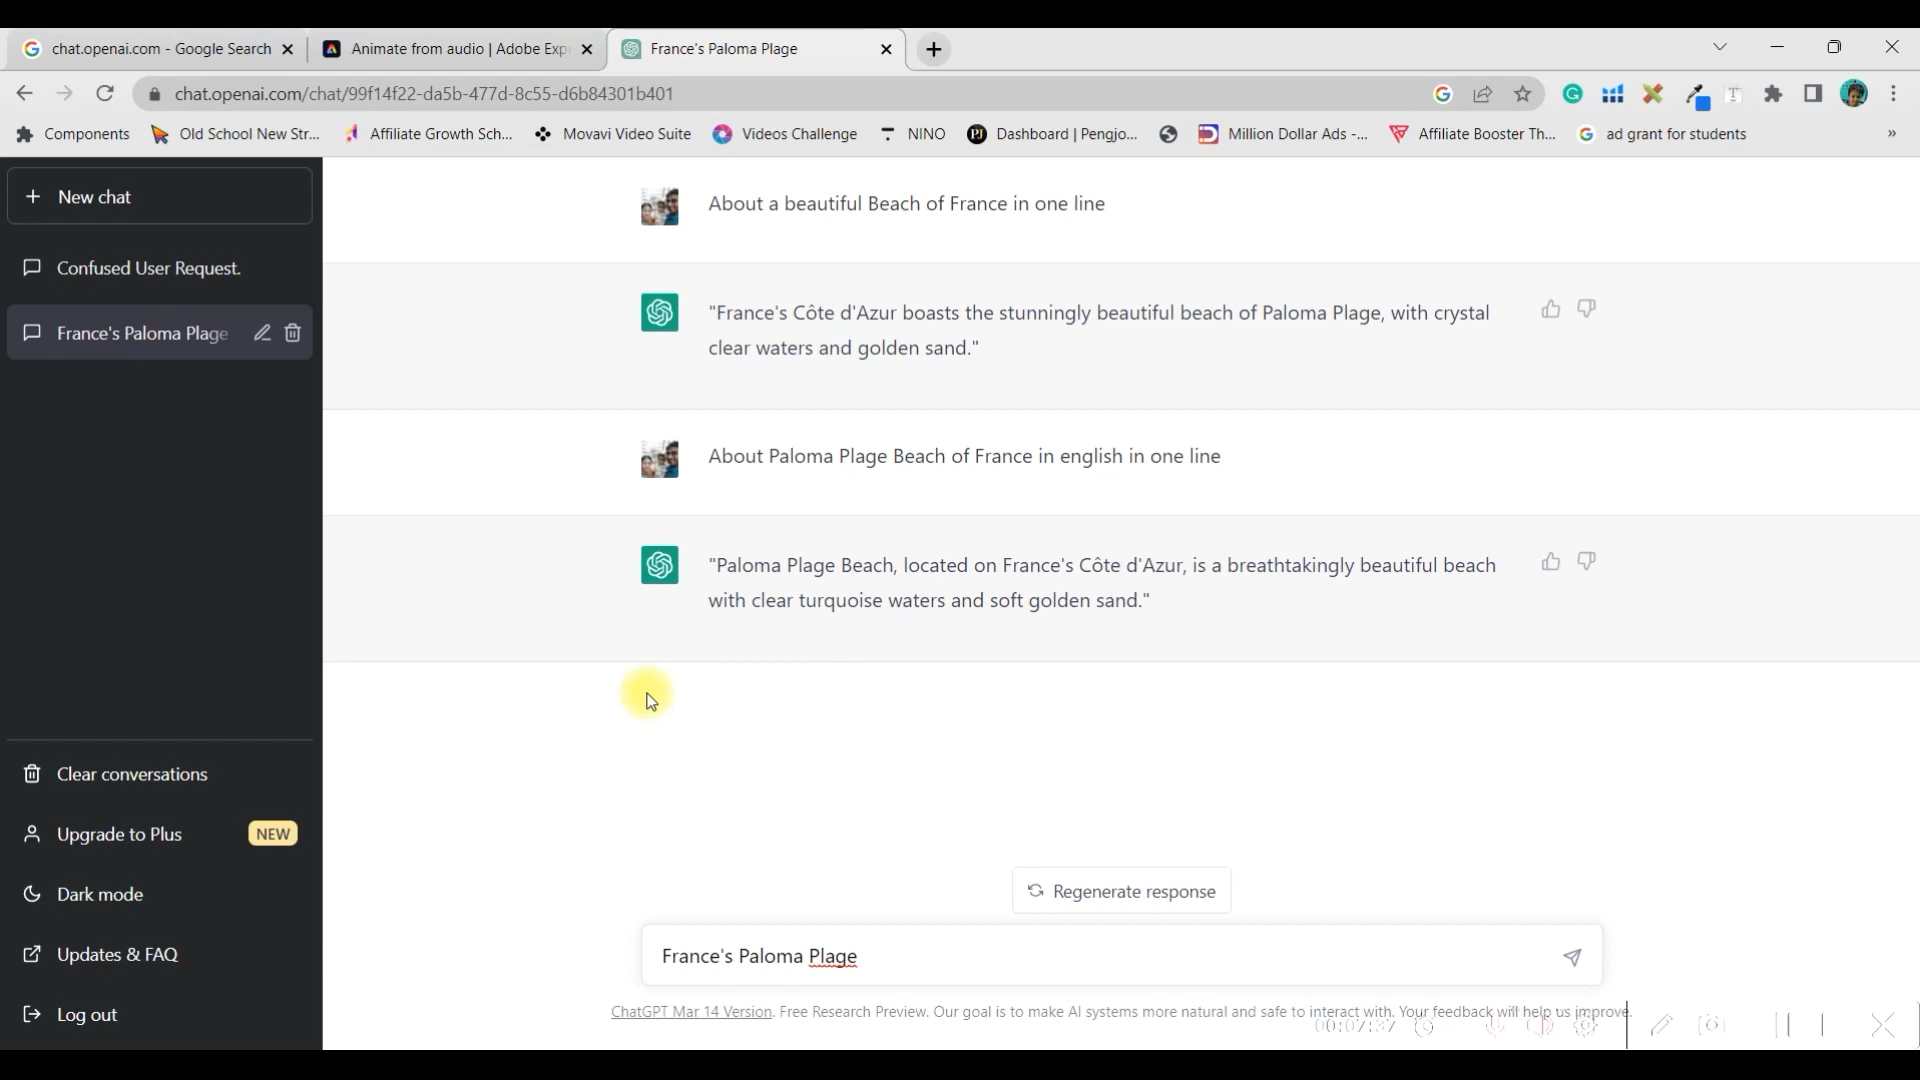 chat.openai.com - Google Search
Animate from audio | Adobe Exp
France's Paloma Plage
chat.openai.com/chat/99f14f22-da5b-477d-8c55-d6b84301b401
Components
Old School New Str...
Affiliate Growth Sch...
Movavi Video Suite
Videos Challenge
NINO
Dashboard | Pengjo...
Million Dollar Ads -...
Affiliate Booster Th...
ad grant for students
»
New chat
Confused User Request.
France's Paloma Plage
Clear conversations
Upgrade to Plus
NEW
Dark mode
Updates & FAQ
Log out
About a beautiful Beach of France in one line
"France's Côte d'Azur boasts the stunningly beautiful beach of Paloma Plage, with crystal
clear waters and golden sand."
About Paloma Plage Beach of France in english in one line
"Paloma Plage Beach, located on France's Côte d'Azur, is a breathtakingly beautiful beach
with clear turquoise waters and soft golden sand."
Regenerate response
France's Paloma Plage
ChatGPT Mar 14 Version. Free Research Preview. Our goal is to make AI systems more natural and safe to interact with. Your feedback will help us improve.
00:07:37